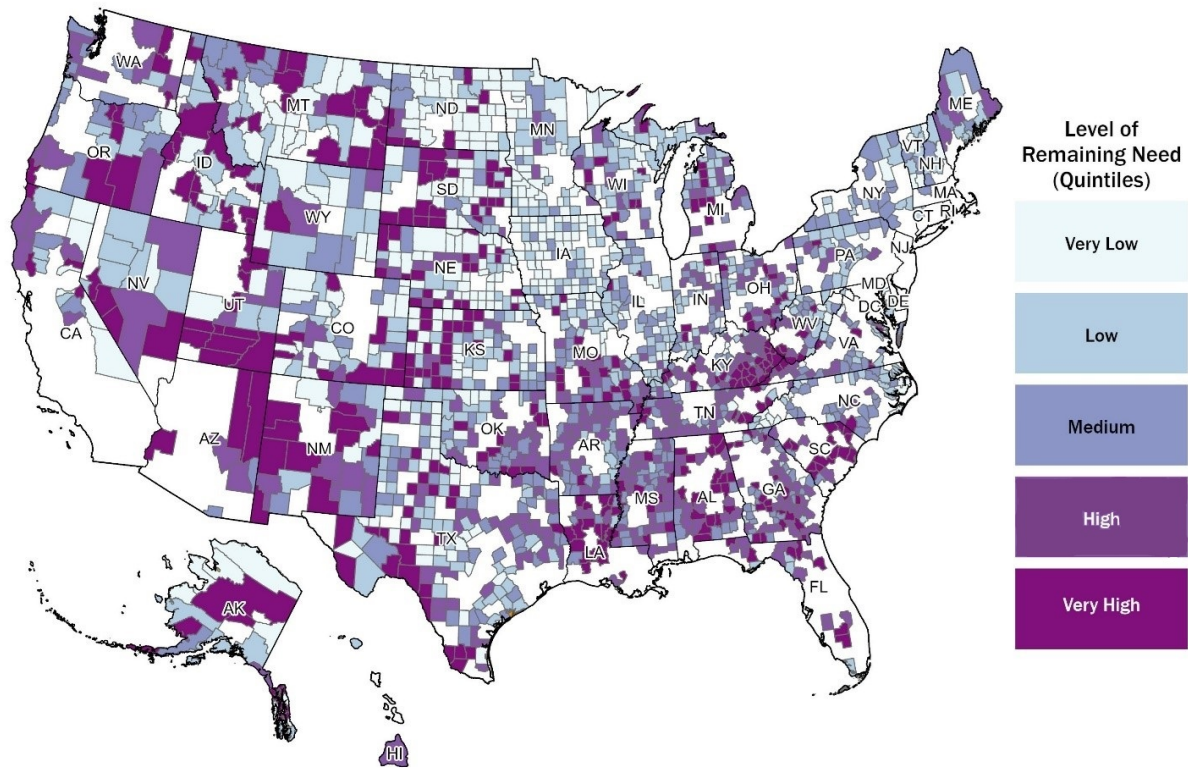 WA
MT
ND
MN
ME
OR
ID
SD
WI
VT
NH
WY
MI
NY
MA
CT
RI
IA
NE
PA
NJ
NV
UT
IL
IN
OH
MD
DE
DC
CA
CO
WV
VA
KS
MO
KY
NC
TN
AZ
NM
OK
AR
SC
MS
AL
GA
TX
LA
FL
AK
HI
Level of
Remaining Need
(Quintiles)
Very Low
Low
Medium
High
Very High